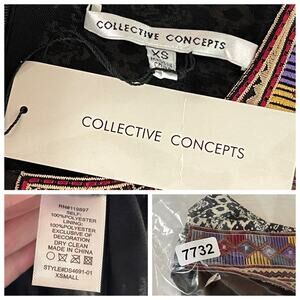 COLLECTIVE CONCEPTS
XS
COLLECTIVE CONCEPTS
RN#119897
SELF:
100%POLYESTER
LINING:
100%POLYESTER
EXCLUSIVE OF
DECORATION
DRY CLEAN
MADE IN CHINA
STYLE#DS4691-01
XSMALL
7732